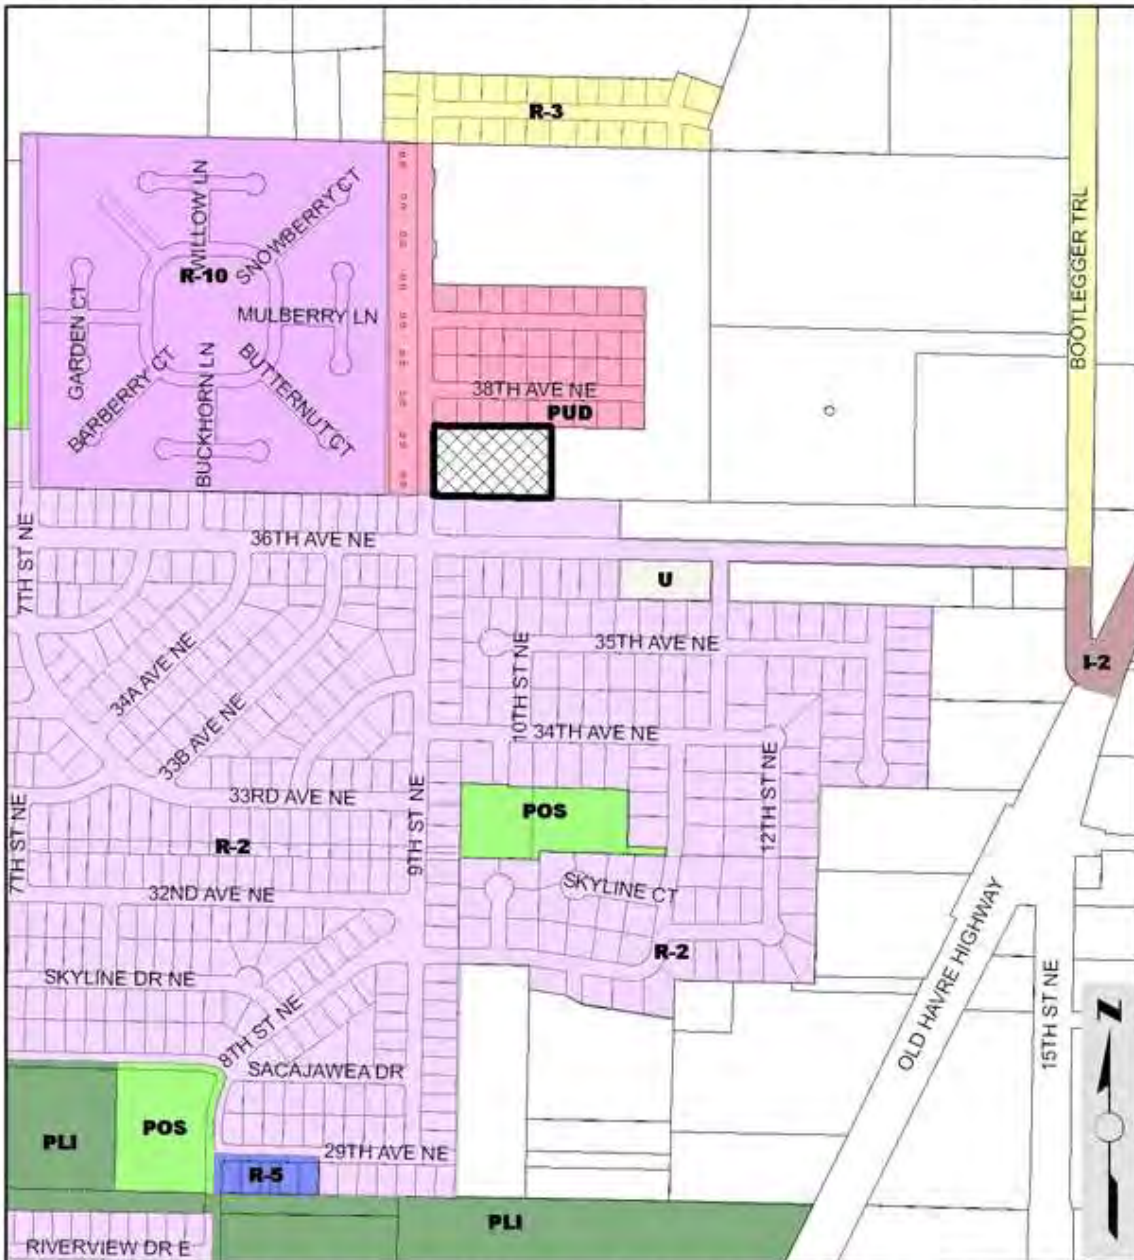 R-3
WILLOW LN
SNOWBERRY CT
R-10
GARDEN CT
MULBERRY LN
BARBERRY CT
BUCKHORN LN
BUTTERNUT CT
BOOTLEGGER TRL
38TH AVE NE
PUD
7TH ST NE
36TH AVE NE
U
10TH ST NE
35TH AVE NE
I-2
34A AVE NE
33B AVE NE
34TH AVE NE
12TH ST NE
33RD AVE NE
9TH ST NE
POS
7TH ST NE
R-2
32ND AVE NE
SKYLINE CT
R-2
SKYLINE DR NE
OLD HAVRE HIGHWAY
15TH ST NE
8TH ST NE
SACAJAWEA DR
PLI
POS
29TH AVE NE
R-5
PLI
RIVERVIEW DR E
N